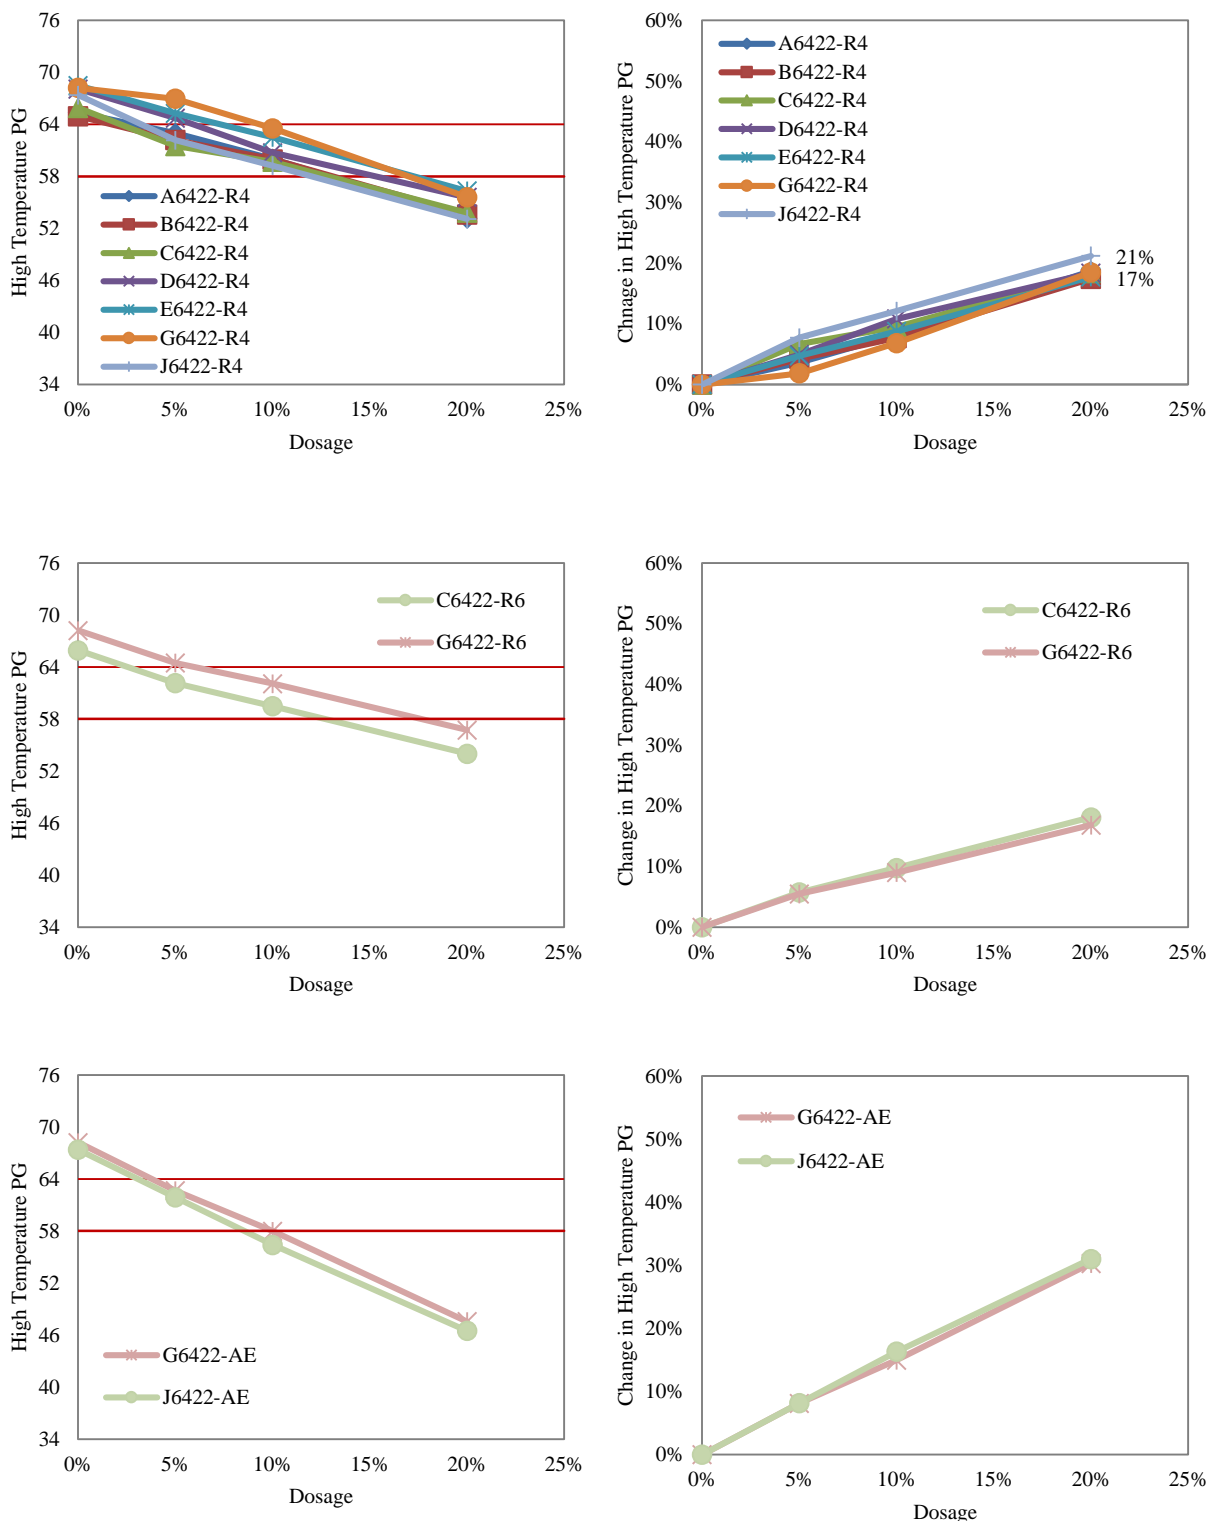 High Temperature PG
76
70
64
58
52
46
40
34
A6422-R4
B6422-R4
C6422-R4
D6422-R4
E6422-R4
G6422-R4
J6422-R4
0% 5% 10% 15% 20% 25%
Dosage
Chnage in High Temperature PG
60%
50%
40%
30%
20%
10%
0%
A6422-R4
B6422-R4
C6422-R4
D6422-R4
E6422-R4
G6422-R4
J6422-R4
21%
17%
0% 5% 10% 15% 20% 25%
Dosage
High Temperature PG
76
70
64
58
52
46
40
34
C6422-R6
G6422-R6
0% 5% 10% 15% 20% 25%
Dosage
Change in High Temperature PG
60%
50%
40%
30%
20%
10%
0%
C6422-R6
G6422-R6
0% 5% 10% 15% 20% 25%
Dosage
High Temperature PG
76
70
64
58
52
46
40
34
G6422-AE
J6422-AE
0% 5% 10% 15% 20% 25%
Dosage
Change in High Temperature PG
60%
50%
40%
30%
20%
10%
0%
G6422-AE
J6422-AE
0% 5% 10% 15% 20% 25%
Dosage